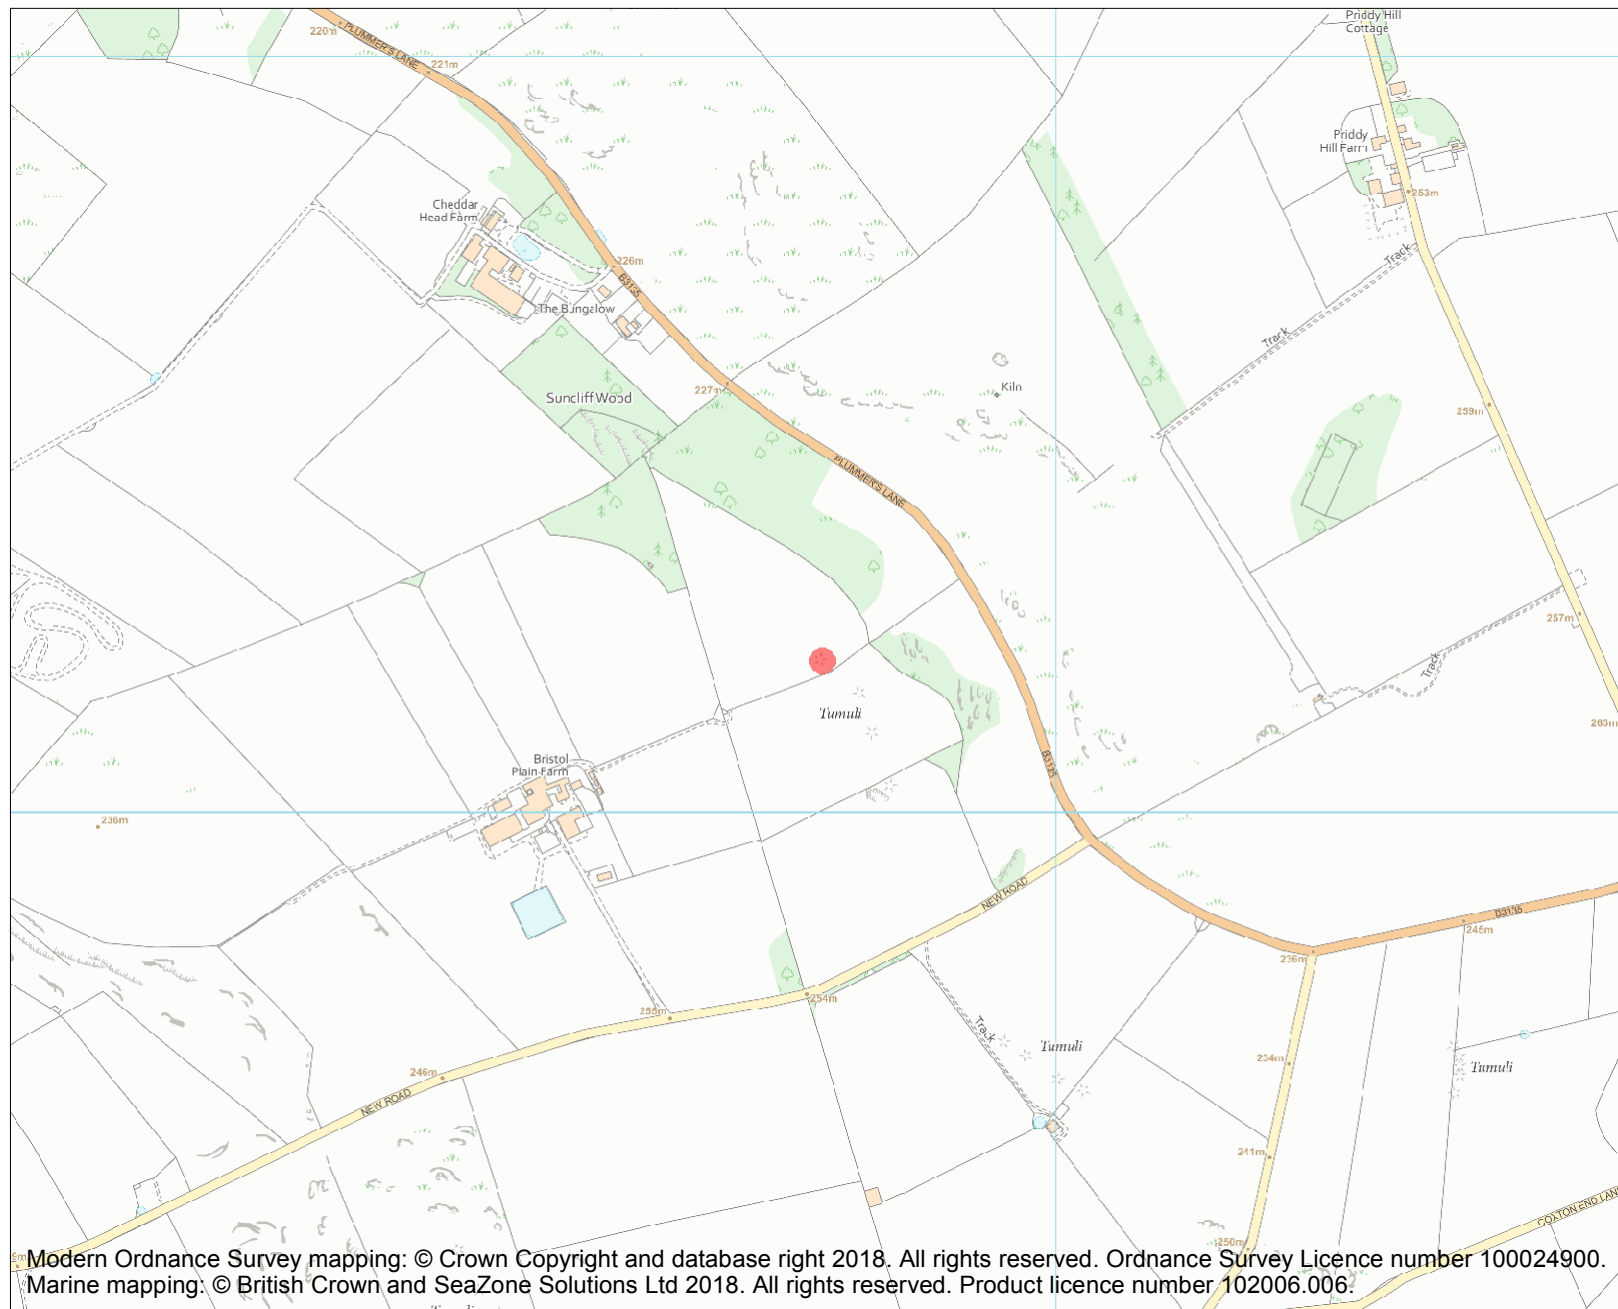 Priddy Hill
Cottage
220m
PLUMMER'S LANE
221m
Priddy
Hill Farm
253m
Cheddar
Head Farm
226m
B3135
Track
The Bungalow
Track
227m
Kiln
Suncliff Wood
259m
PLUMMER'S LANE
257m
Track
Tumuli
263m
B3135
Bristol
Plain Farm
236m
NEW ROAD
B3135
245m
236m
254m
255m
Track
Tumuli
234m
Tumuli
246m
NEW ROAD
241m
COXTON END LANE
250m
Modern Ordnance Survey mapping: © Crown Copyright and database right 2018. All rights reserved. Ordnance Survey Licence number 100024900.
Marine mapping: © British Crown and SeaZone Solutions Ltd 2018. All rights reserved. Product licence number 102006.006.